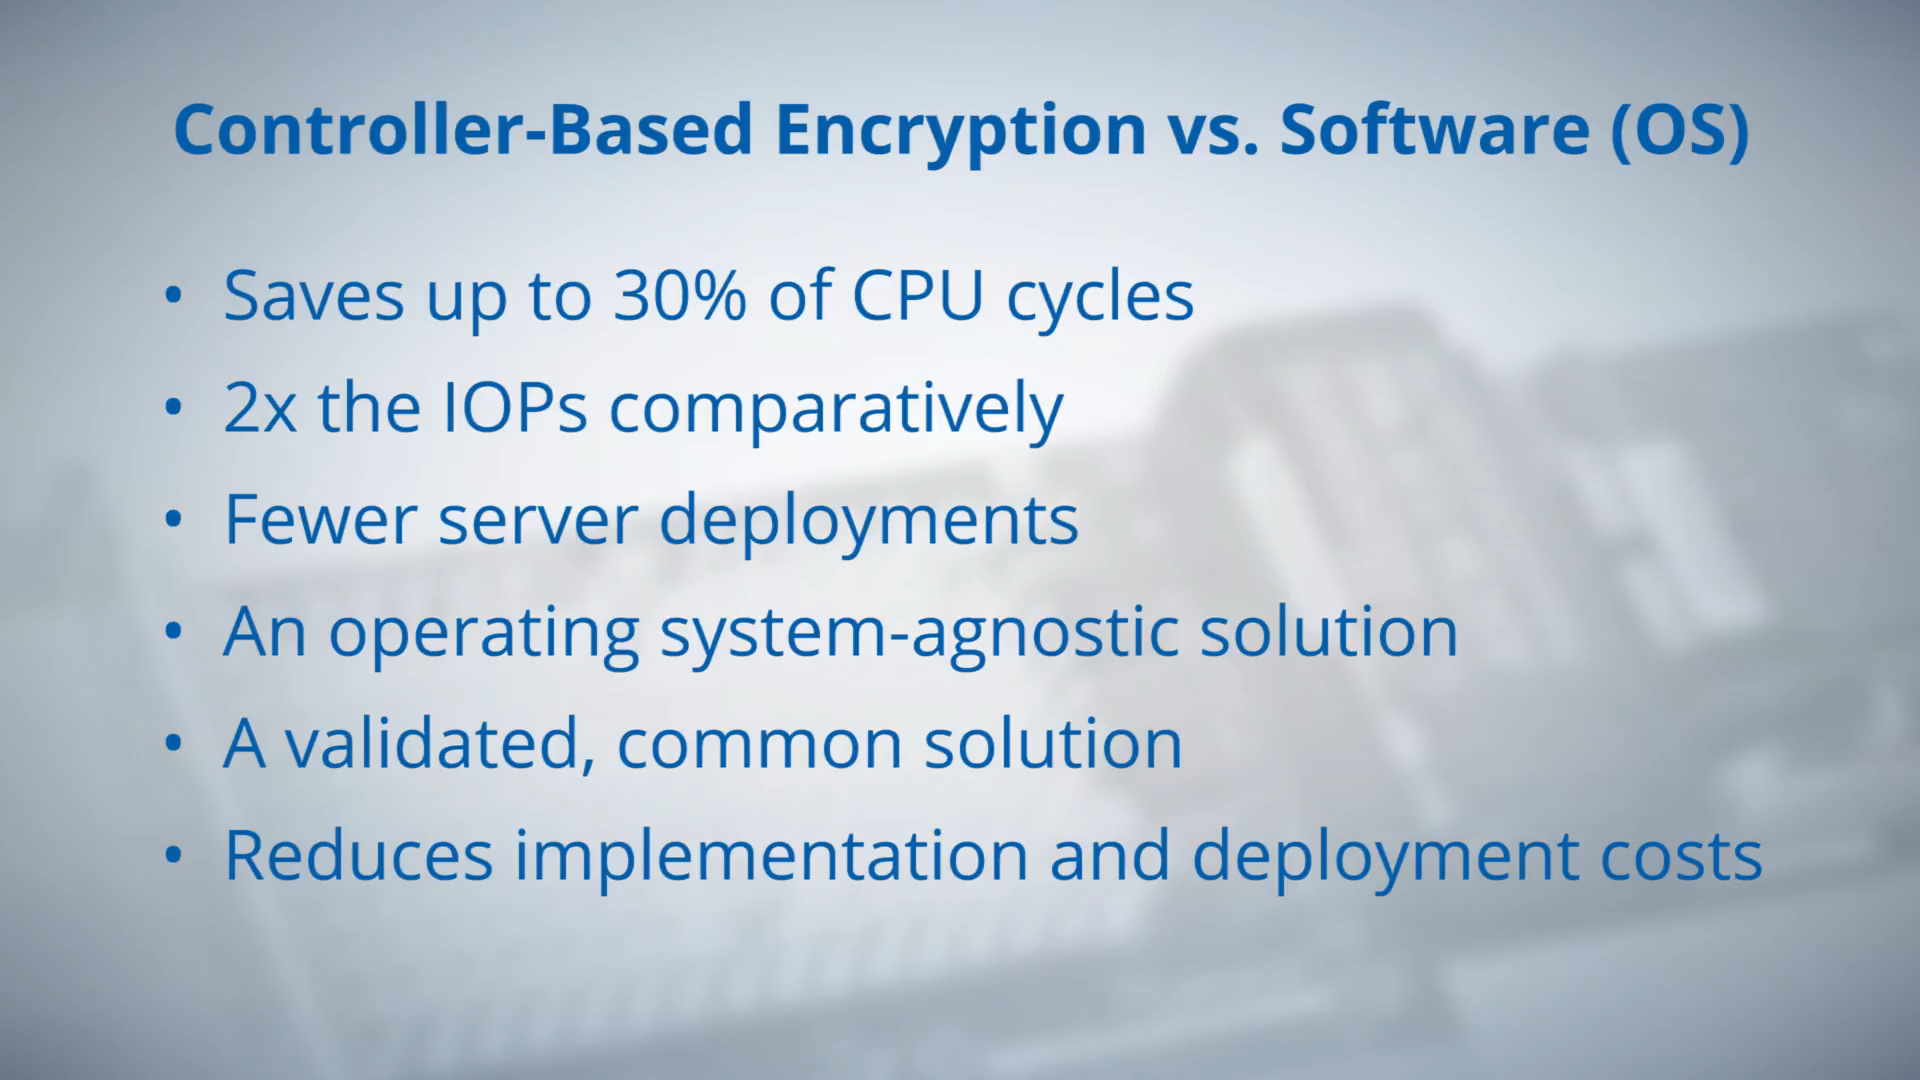 Controller-Based Encryption vs. Software (OS)
• Saves up to 30% of CPU cycles
• 2x the IOPs comparatively
• Fewer server deployments
• An operating system-agnostic solution
• A validated, common solution
• Reduces implementation and deployment costs